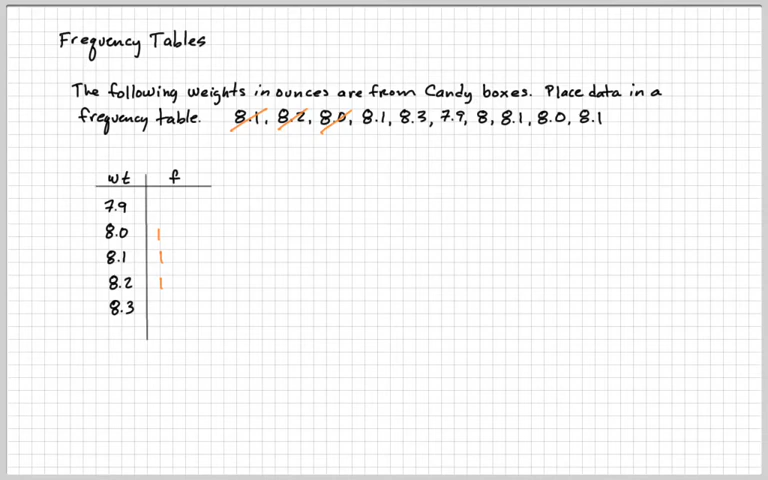 Frequency Tables
The following weights in ounces are from Candy boxes. Place data in a
frequency table. 8.1, 8.2, 8.0, 8.1, 8.3, 7.9, 8, 8.1, 8.0, 8.1
wt f
7.9
8.0 |
8.1 |
8.2 |
8.3